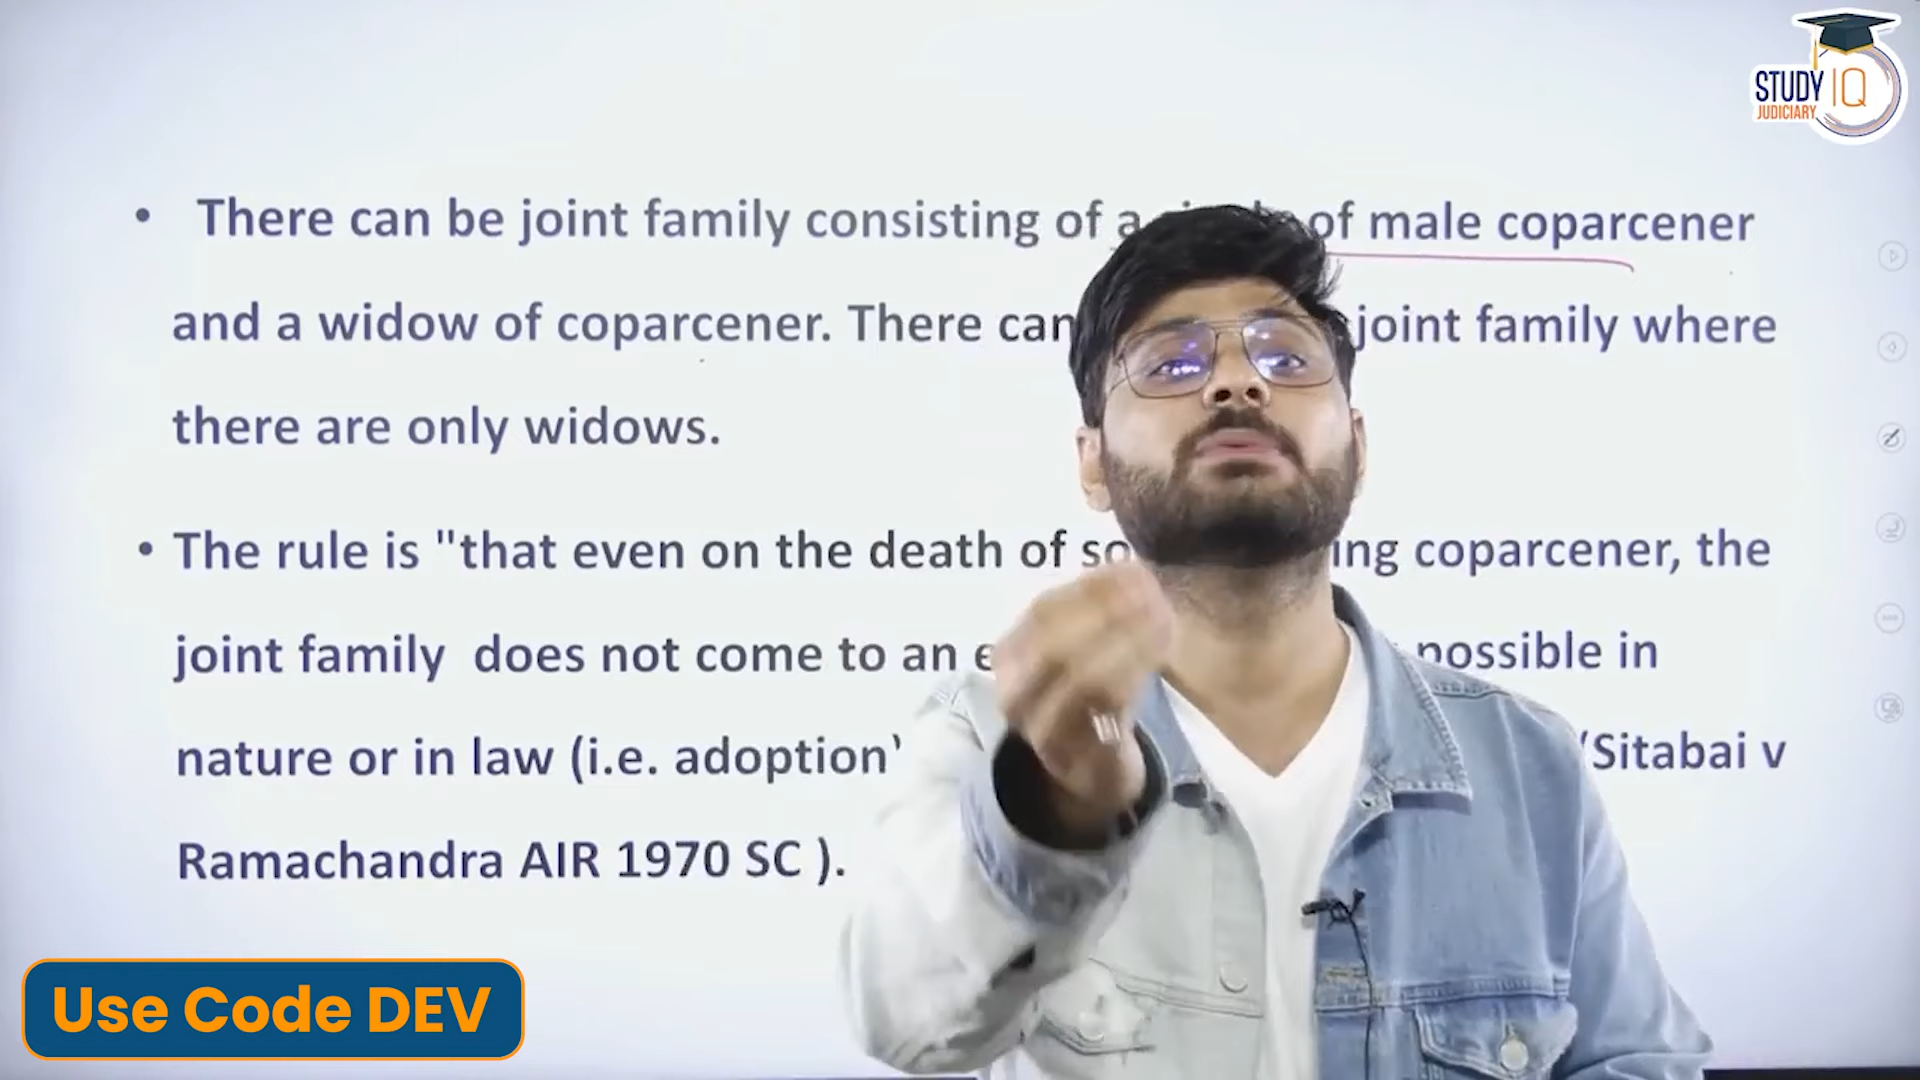 STUDY IQ
JUDICIARY
• There can be joint family consisting of a of male coparcener
and a widow of coparcener. There can joint family where
there are only widows.
• The rule is "that even on the death of ing coparcener, the
joint family does not come to an possible in
nature or in law (i.e. adoption) (Sitabai v
Ramachandra AIR 1970 SC ).
Use Code DEV